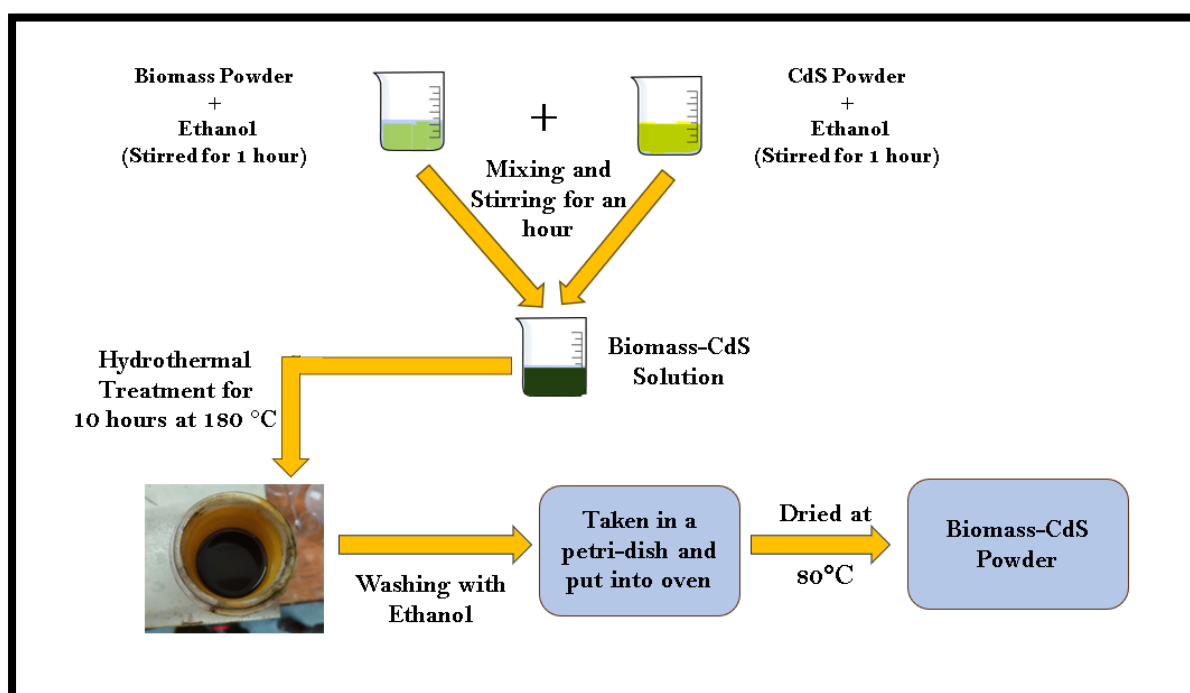 Biomass Powder
+
Ethanol
(Stirred for 1 hour)
+
CdS Powder
+
Ethanol
(Stirred for 1 hour)
Mixing and
Stirring for an
hour
Biomass-CdS
Solution
Hydrothermal
Treatment for
10 hours at 180 °C
Washing with
Ethanol
Taken in a
petri-dish and
put into oven
Dried at
80°C
Biomass-CdS
Powder